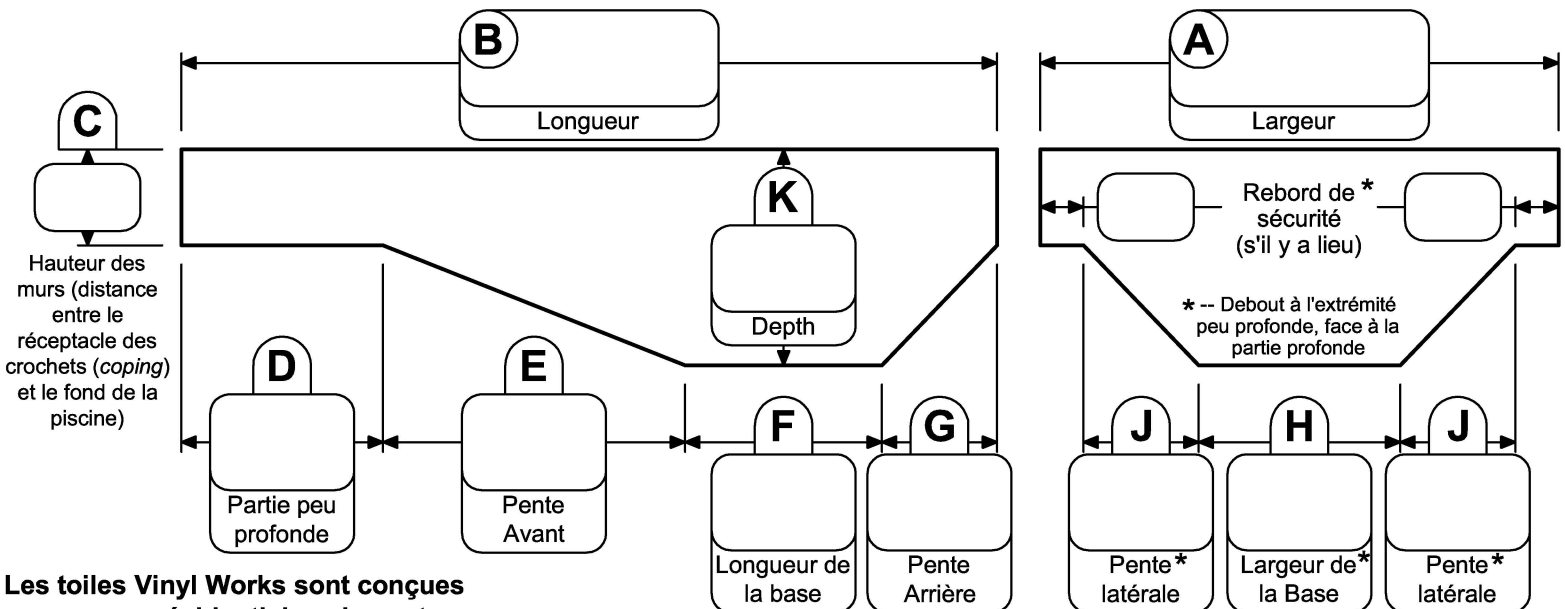 B
Longueur
A
Largeur
C
Hauteur des
murs (distance
entre le
réceptacle des
crochets (coping)
et le fond de la
piscine)
K
Depth
Rebord de *
sécurité
(s'il y a lieu)
* -- Debout à l'extrémité
peu profonde, face à la
partie profonde
D
Partie peu
profonde
E
Pente
Avant
F
Longueur de
la base
G
Pente
Arrière
J
Pente*
latérale
H
Largeur de*
la Base
J
Pente*
latérale
Les toiles Vinyl Works sont conçues